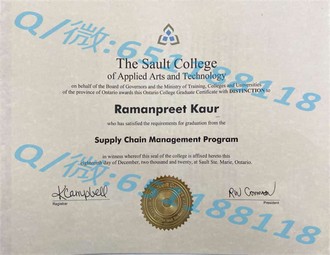 The Sault College
of Applied Arts and Technology
on behalf of the Board of Governors and the Ministry of Training, Colleges and Universities
of the province of Ontario awards this Ontario College Graduate Certificate with DISTINCTION to
Ramanpreet Kaur
who has satisfied the requirements for graduation from the
Supply Chain Management Program
in witness whereof this seal of the college is affixed hereto this
eighteenth day of December, two thousand and twenty, at Sault Ste. Marie, Ontario.
KCampbell
Registrar
President
Q/微:651188118
Q/微:651188118